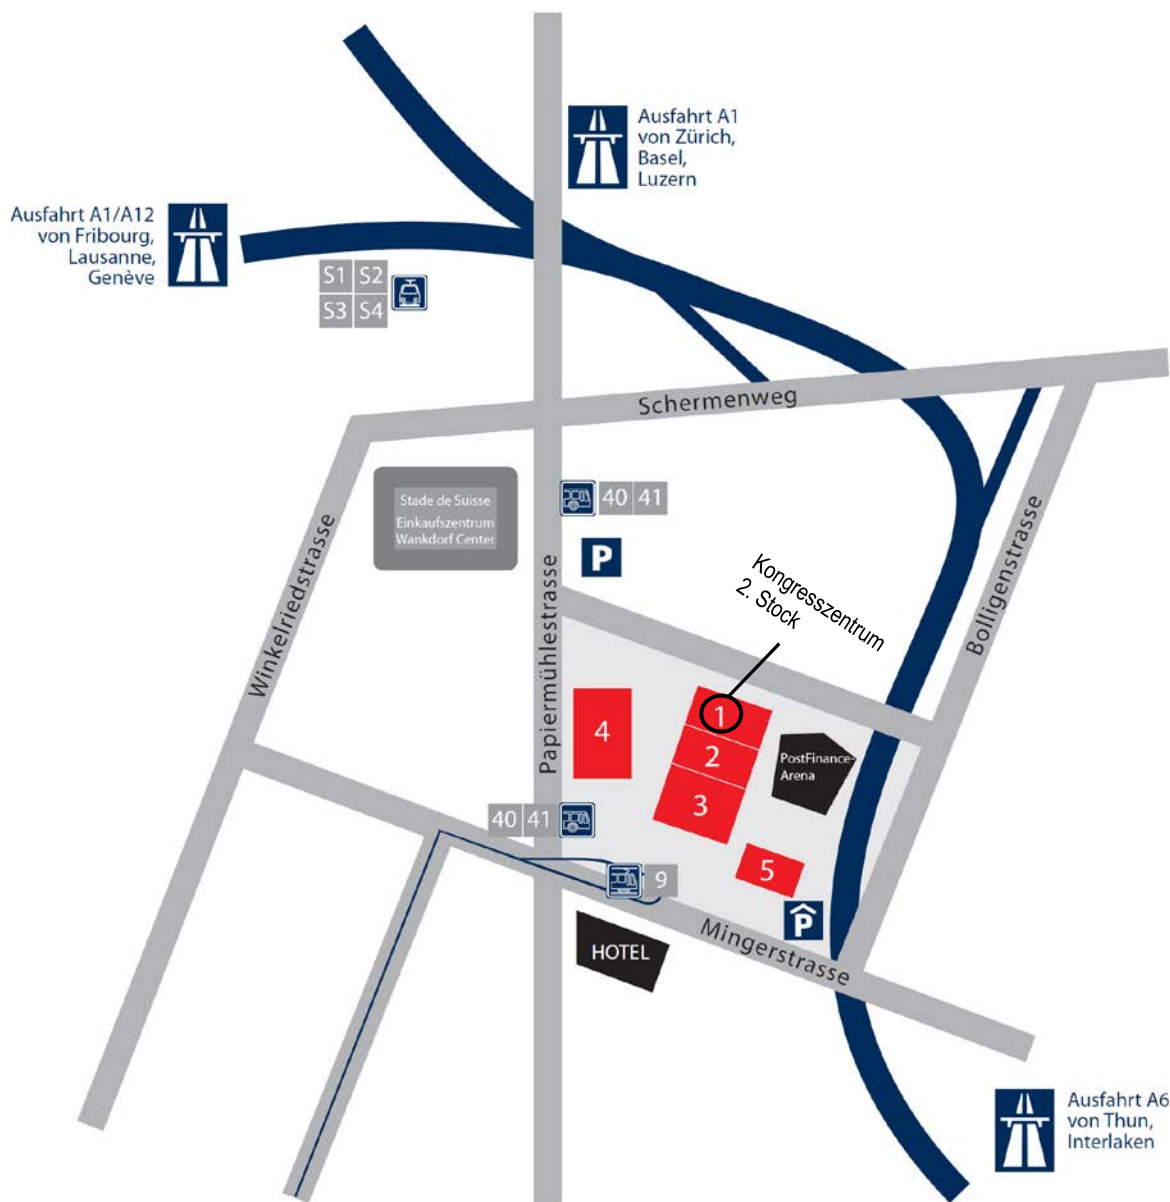 Ausfahrt A1
von Zürich,
Basel,
Luzern
Ausfahrt A1/A12
von Fribourg,
Lausanne,
Genève
S1 S2
S3 S4
Schermenweg
Stade de Suisse
Einkaufszentrum
Wankdorf Center
40 41
P
Winkelriedstrasse
Papiermühlestrasse
Bolligenstrasse
Kongresszentrum
2. Stock
1
4
2
PostFinance-
Arena
3
40 41
5
9
P
Mingerstrasse
HOTEL
Ausfahrt A6
von Thun,
Interlaken